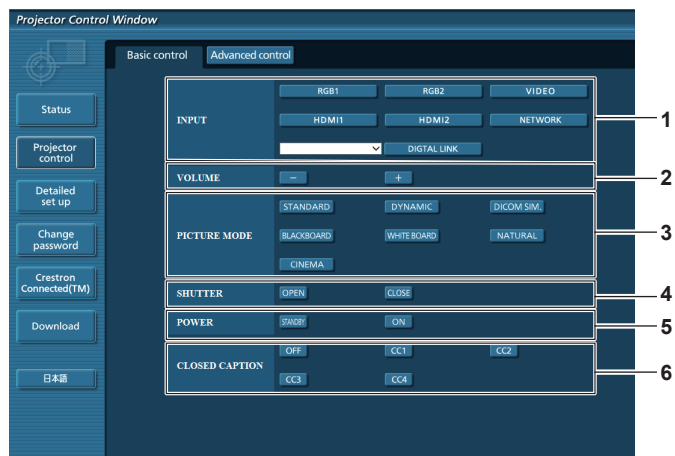 Projector Control Window
Basic control Advanced control
Status
Projector
control
Detailed
set up
Change
password
Crestron
Connected(TM)
Download
日本語
INPUT
RGB1 RGB2 VIDEO
HDMI1 HDMI2 NETWORK
DIGTAL LINK
1
VOLUME - +
2
PICTURE MODE
STANDARD DYNAMIC DICOM SIM.
BLACKBOARD WHITE BOARD NATURAL
CINEMA
3
SHUTTER OPEN CLOSE
4
POWER STANDBY ON
5
CLOSED CAPTION
OFF CC1 CC2
CC3 CC4
6